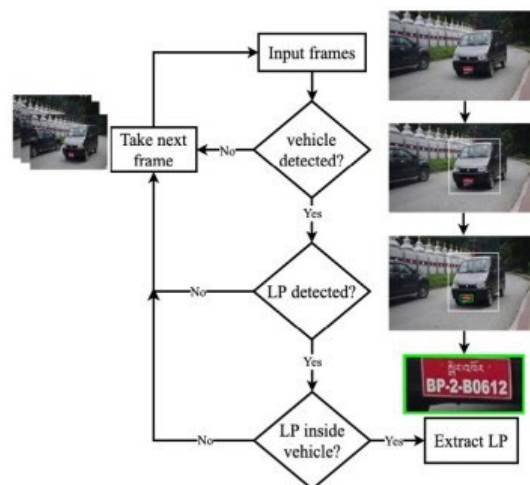 Input frames
Take next
frame
vehicle
detected?
No
Yes
LP detected?
No
Yes
BP-2-B0612
LP inside
vehicle?
No
Yes
Extract LP